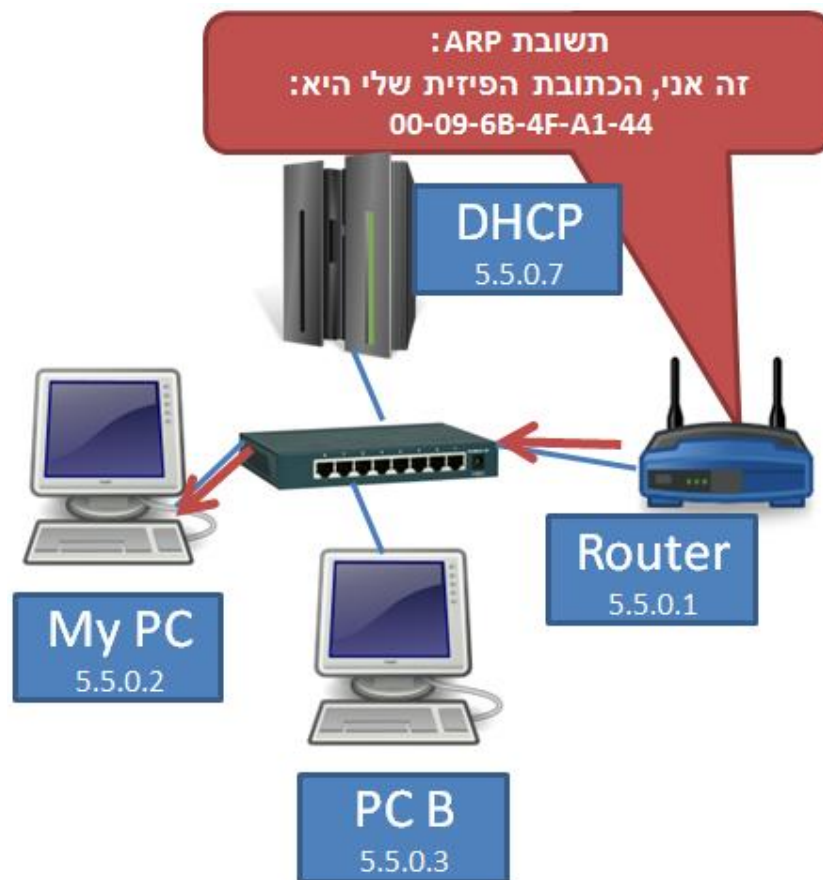 תשובת ARP:
זה אני, הכתובת הפיזית שלי היא:
00-09-6B-4F-A1-44
DHCP
5.5.0.7
Router
5.5.0.1
My PC
5.5.0.2
PC B
5.5.0.3